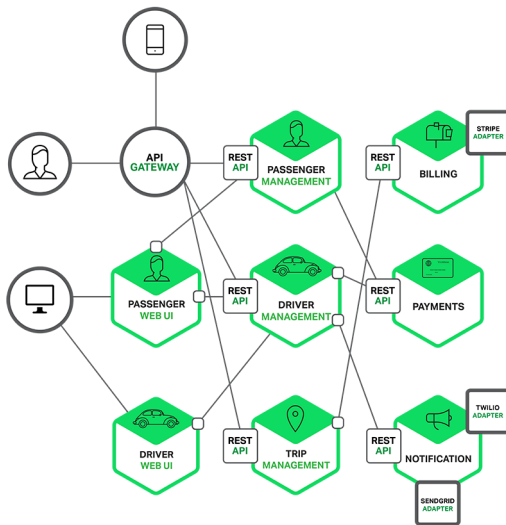 API
GATEWAY
REST
API
PASSENGER
MANAGEMENT
REST
API
BILLING
STRIPE
ADAPTER
PASSENGER
WEB UI
REST
API
DRIVER
MANAGEMENT
REST
API
PAYMENTS
DRIVER
WEB UI
REST
API
TRIP
MANAGEMENT
REST
API
NOTIFICATION
TWILIO
ADAPTER
SENDGRID
ADAPTER